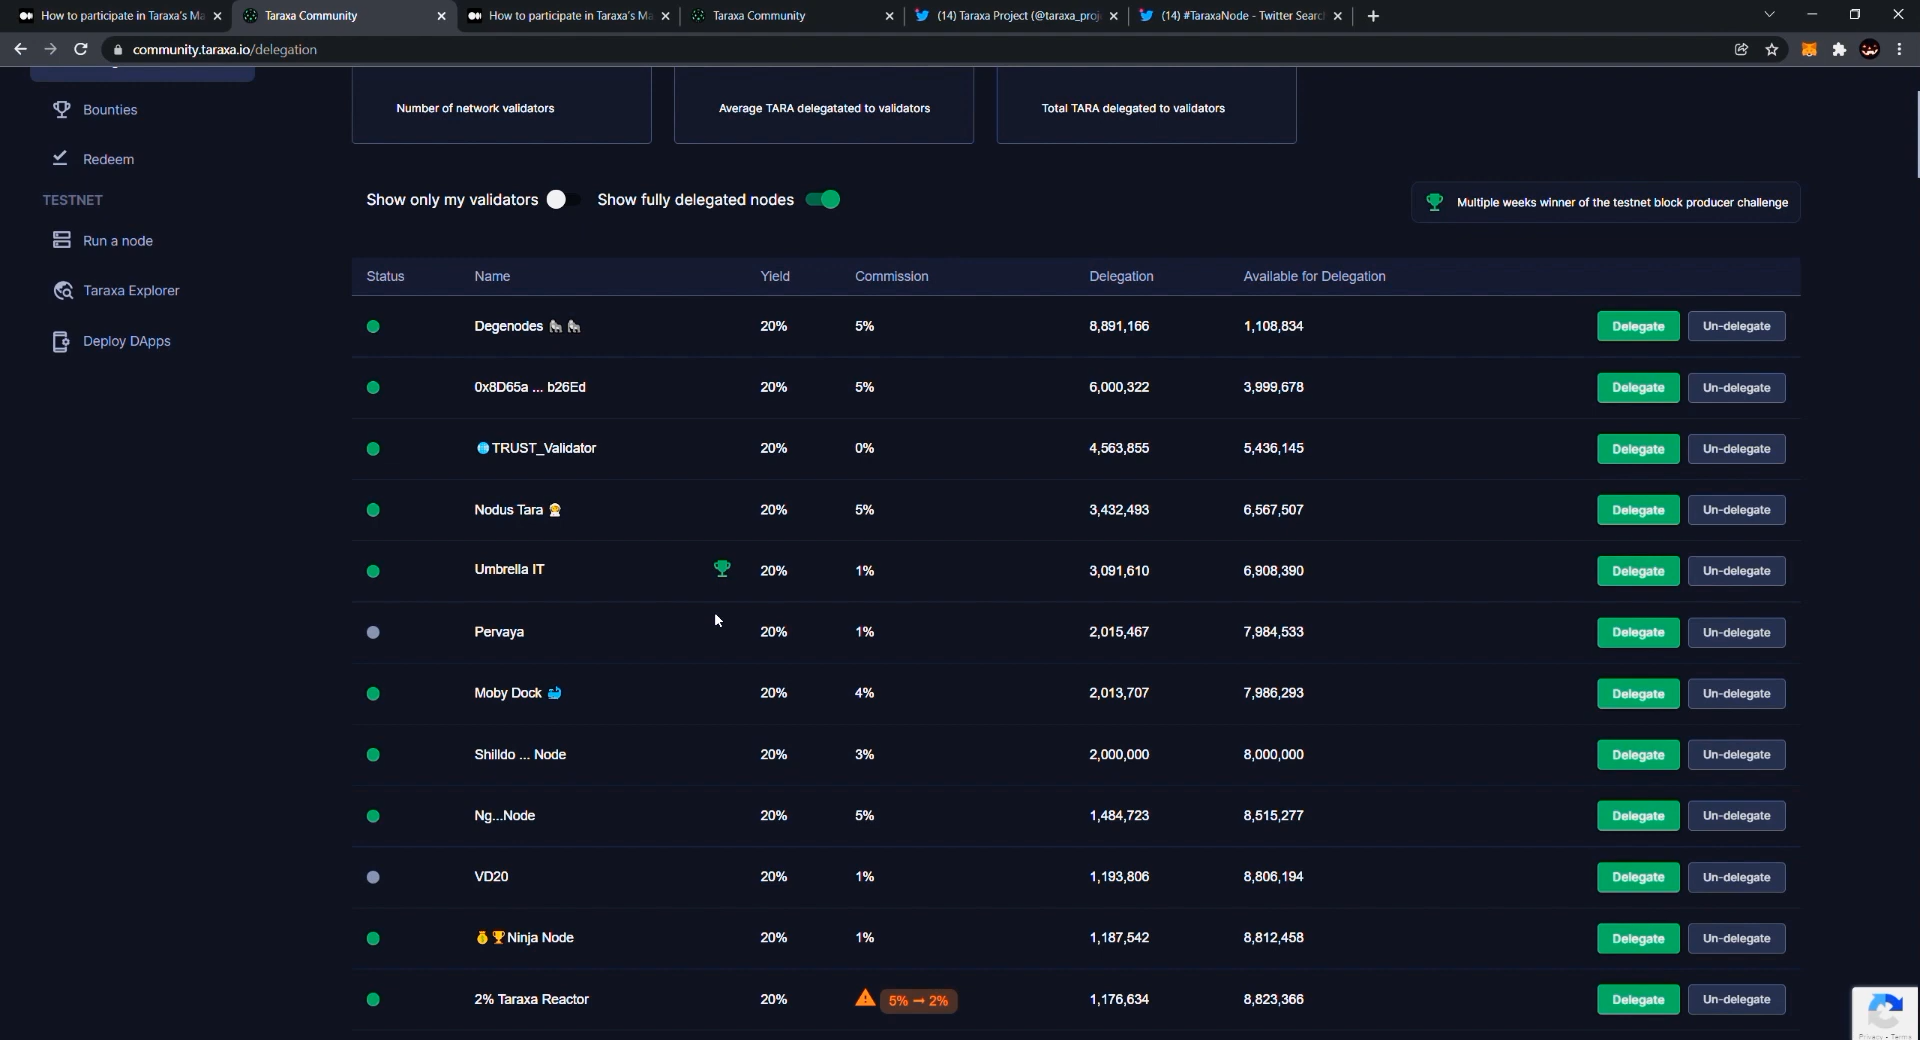 How to participate in Taraxa's Ma
Taraxa Community
How to participate in Taraxa's Ma
Taraxa Community
(14) Taraxa Project (@taraxa_proj
(14) #TaraxaNode - Twitter Search
community.taraxa.io/delegation
Bounties
Redeem
TESTNET
Run a node
Taraxa Explorer
Deploy DApps
Number of network validators
Average TARA delegatated to validators
Total TARA delegated to validators
Show only my validators
Show fully delegated nodes
Multiple weeks winner of the testnet block producer challenge
Status Name Yield Commission Delegation Available for Delegation
Degenodes 20% 5% 8,891,166 1,108,834 Delegate Un-delegate
0x8D65a ... b26Ed 20% 5% 6,000,322 3,999,678 Delegate Un-delegate
TRUST_Validator 20% 0% 4,563,855 5,436,145 Delegate Un-delegate
Nodus Tara 20% 5% 3,432,493 6,567,507 Delegate Un-delegate
Umbrella IT 20% 1% 3,091,610 6,908,390 Delegate Un-delegate
Pervaya 20% 1% 2,015,467 7,984,533 Delegate Un-delegate
Moby Dock 20% 4% 2,013,707 7,986,293 Delegate Un-delegate
Shilldo ... Node 20% 3% 2,000,000 8,000,000 Delegate Un-delegate
Ng...Node 20% 5% 1,484,723 8,515,277 Delegate Un-delegate
VD20 20% 1% 1,193,806 8,806,194 Delegate Un-delegate
Ninja Node 20% 1% 1,187,542 8,812,458 Delegate Un-delegate
2% Taraxa Reactor 20% 5% → 2% 1,176,634 8,823,366 Delegate Un-delegate
Privacy - Terms